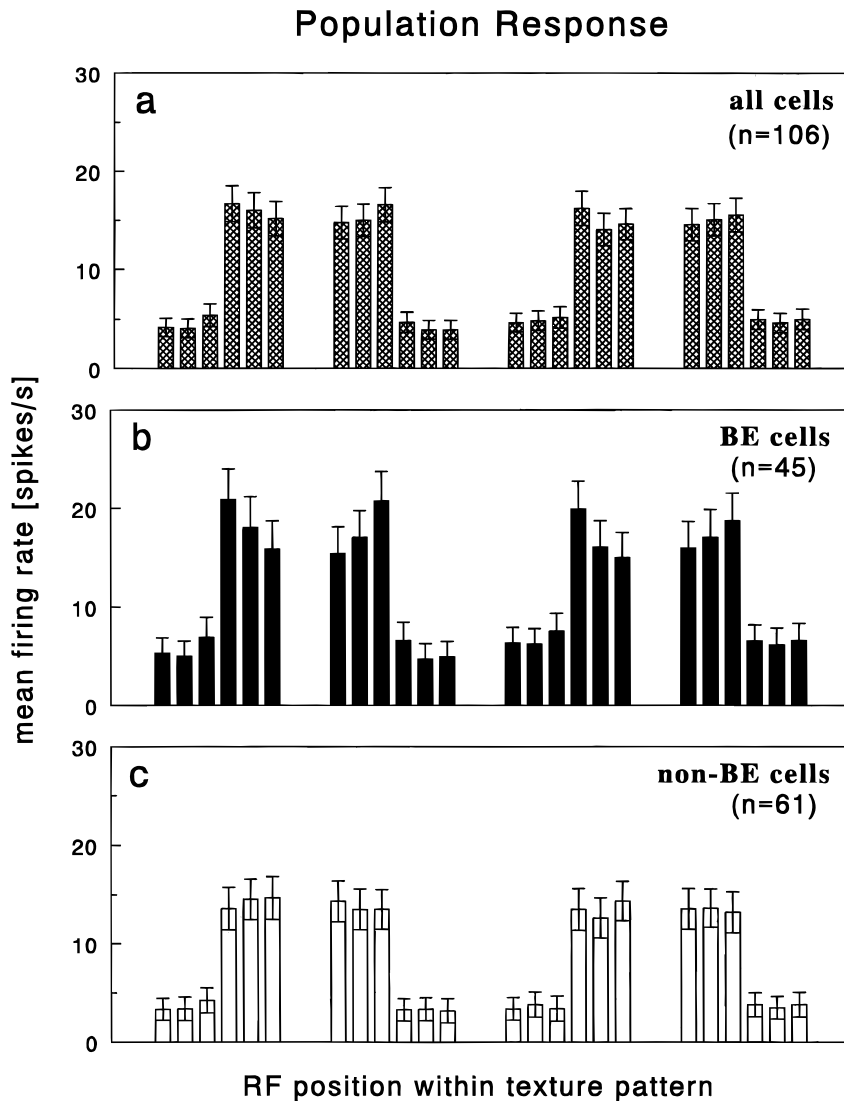 Population Response
30
20
10
0
a
all cells
(n=106)
30
20
10
0
b
BE cells
(n=45)
30
20
10
0
c
non-BE cells
(n=61)
mean firing rate [spikes/s]
RF position within texture pattern